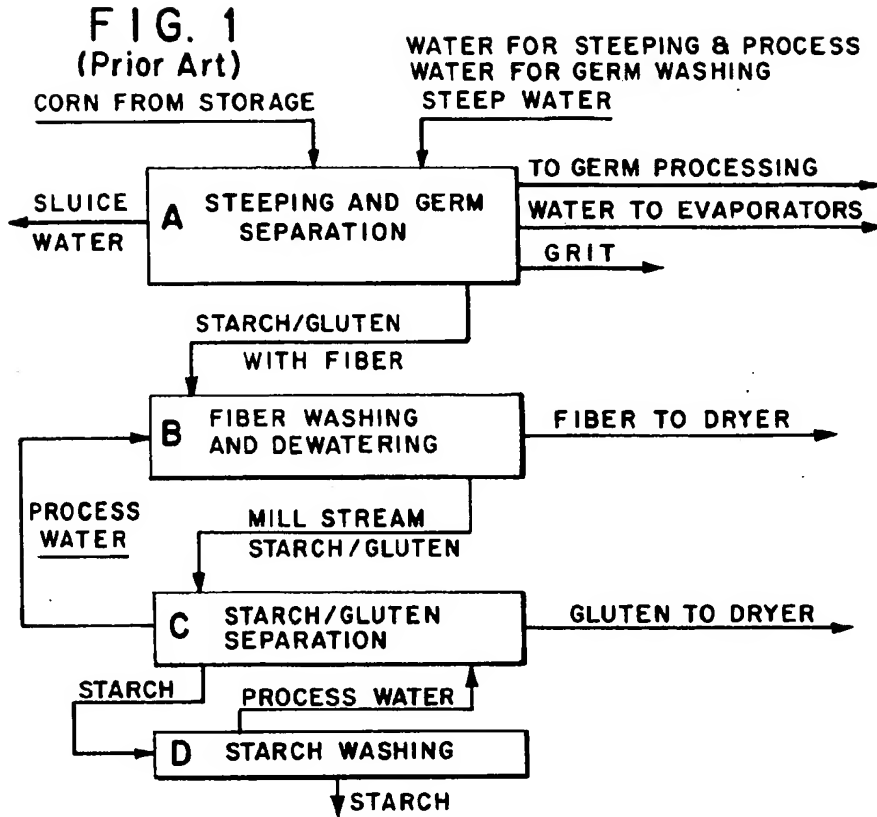 FIG. 1
(Prior Art)
WATER FOR STEEPING & PROCESS
WATER FOR GERM WASHING
STEEP WATER
CORN FROM STORAGE
A STEEPING AND GERM
SEPARATION
SLUICE
WATER
TO GERM PROCESSING
WATER TO EVAPORATORS
GRIT
STARCH/GLUTEN
WITH FIBER
B FIBER WASHING
AND DEWATERING
FIBER TO DRYER
PROCESS
WATER
MILL STREAM
STARCH/GLUTEN
C STARCH/GLUTEN
SEPARATION
GLUTEN TO DRYER
STARCH
PROCESS WATER
D STARCH WASHING
STARCH